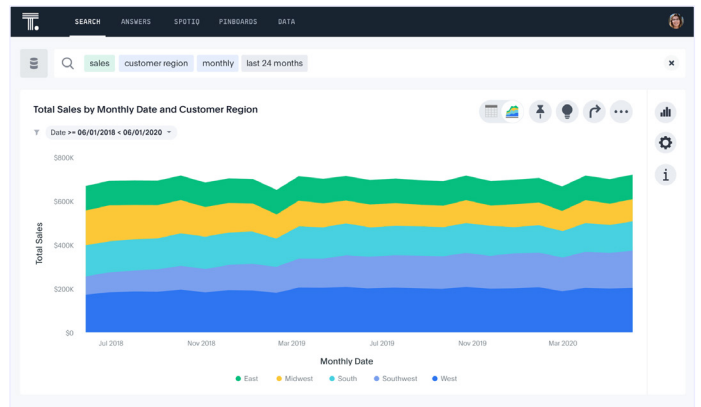 T.
SEARCH ANSWERS SPOTIQ PINBOARDS DATA
sales customer region monthly last 24 months
Total Sales by Monthly Date and Customer Region
Date >= 06/01/2018 < 06/01/2020
$800K
$600K
$400K
$200K
$0
Total Sales
Jul 2018 Nov 2018 Mar 2019 Jul 2019 Nov 2019 Mar 2020
Monthly Date
East Midwest South Southwest West